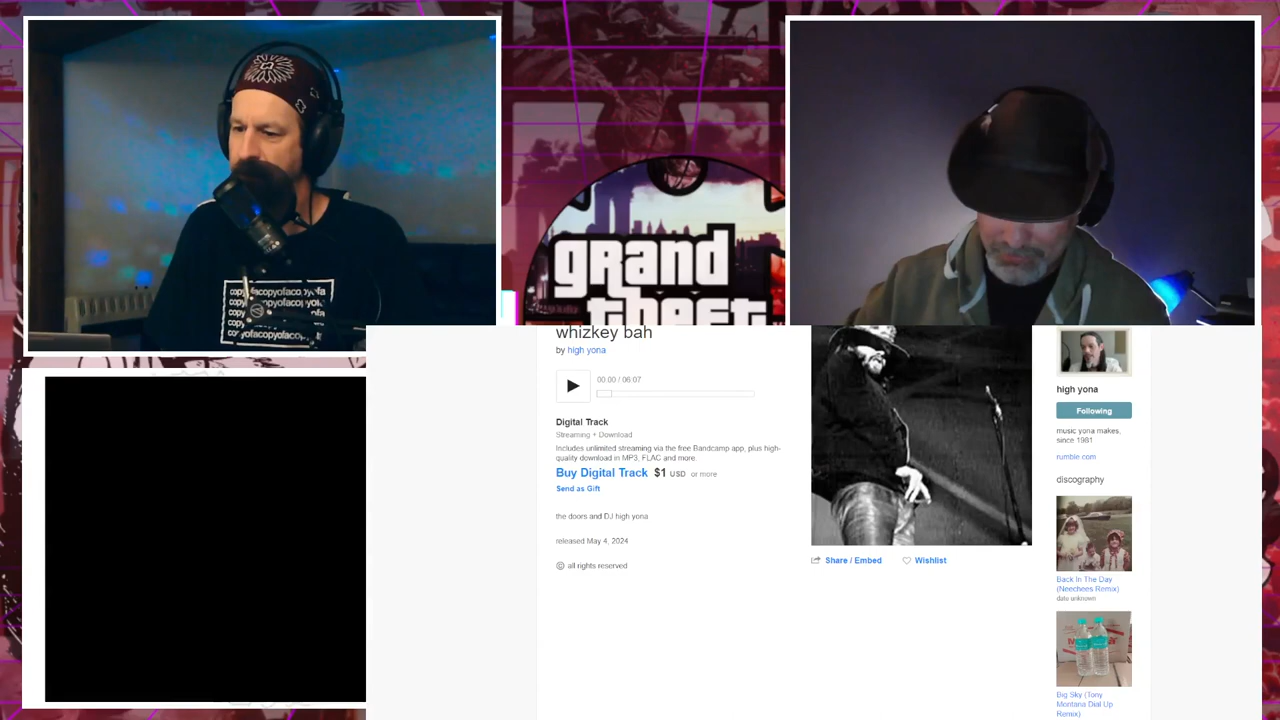 copyofacopyofaco
grand
theft
whizkey bah
by high yona
00:00 / 06:07
Digital Track
Streaming + Download
Includes unlimited streaming via the free Bandcamp app, plus high-
quality download in MP3, FLAC and more.
Buy Digital Track $1 USD or more
Send as Gift
the doors and DJ high yona
released May 4, 2024
© all rights reserved
Share / Embed
Wishlist
high yona
Following
music yona makes,
since 1981
rumble.com
discography
Back In The Day
(Neechees Remix)
date unknown
Big Sky (Tony
Montana Dial Up
Remix)